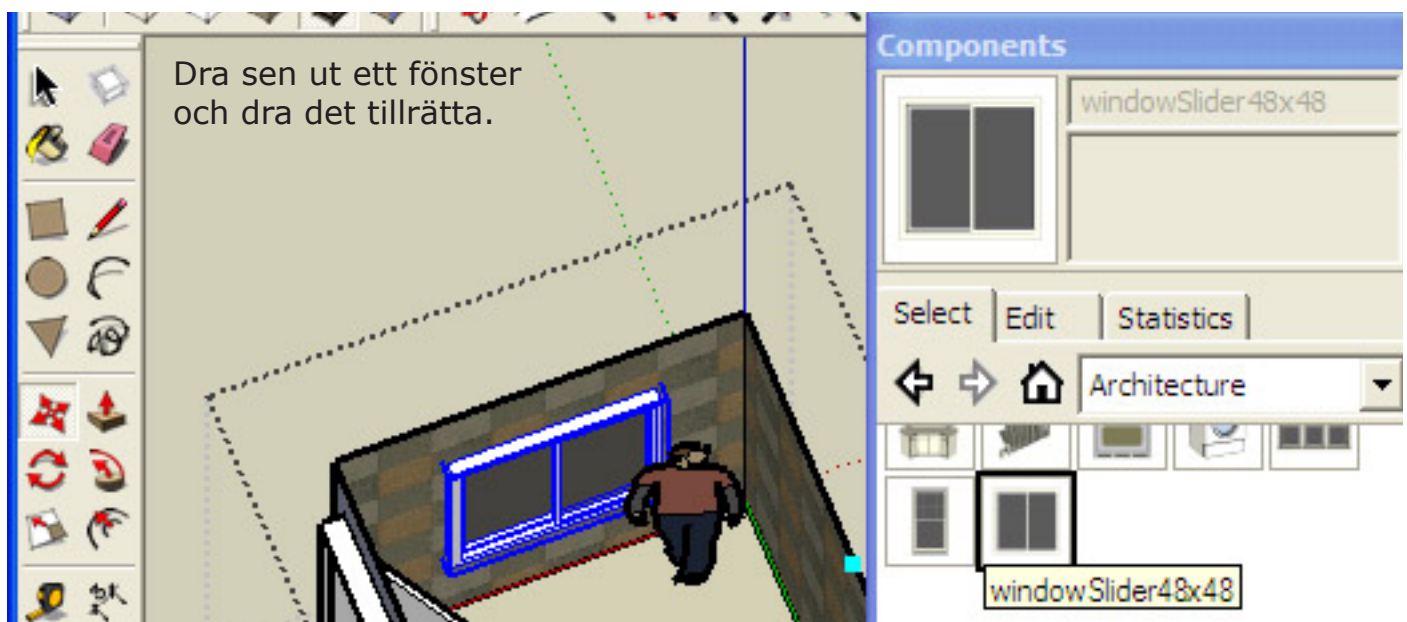 Dra sen ut ett fönster
och dra det tillrätta.
Components
windowSlider48x48
Select Edit Statistics
Architecture
windowSlider48x48